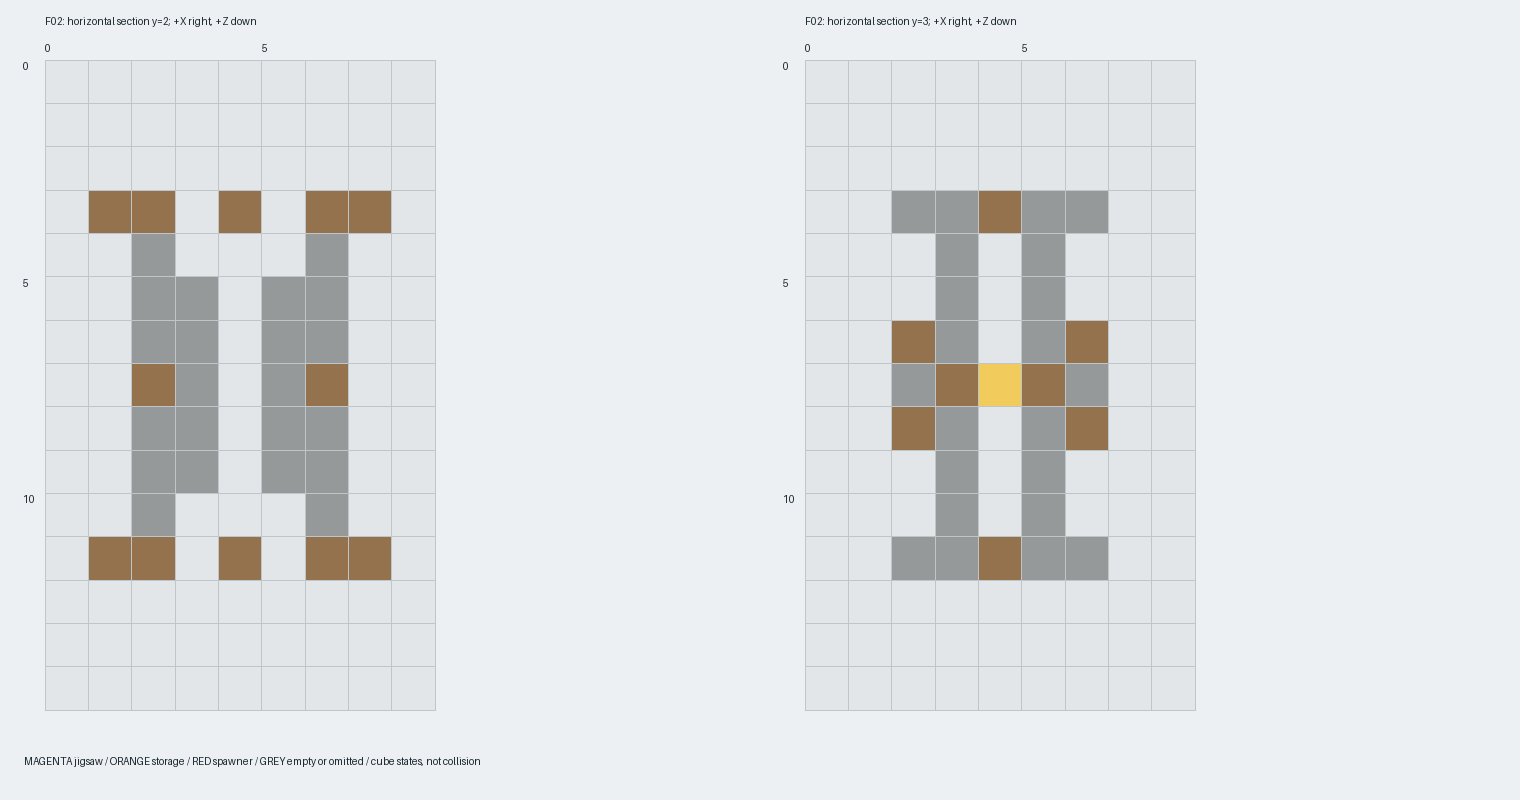 F02: horizontal section y=2; +X right, +Z down
0 5
0
5
10
F02: horizontal section y=3; +X right, +Z down
0 5
0
5
10
MAGENTA jigsaw / ORANGE storage / RED spawner / GREY empty or omitted / cube states, not collision